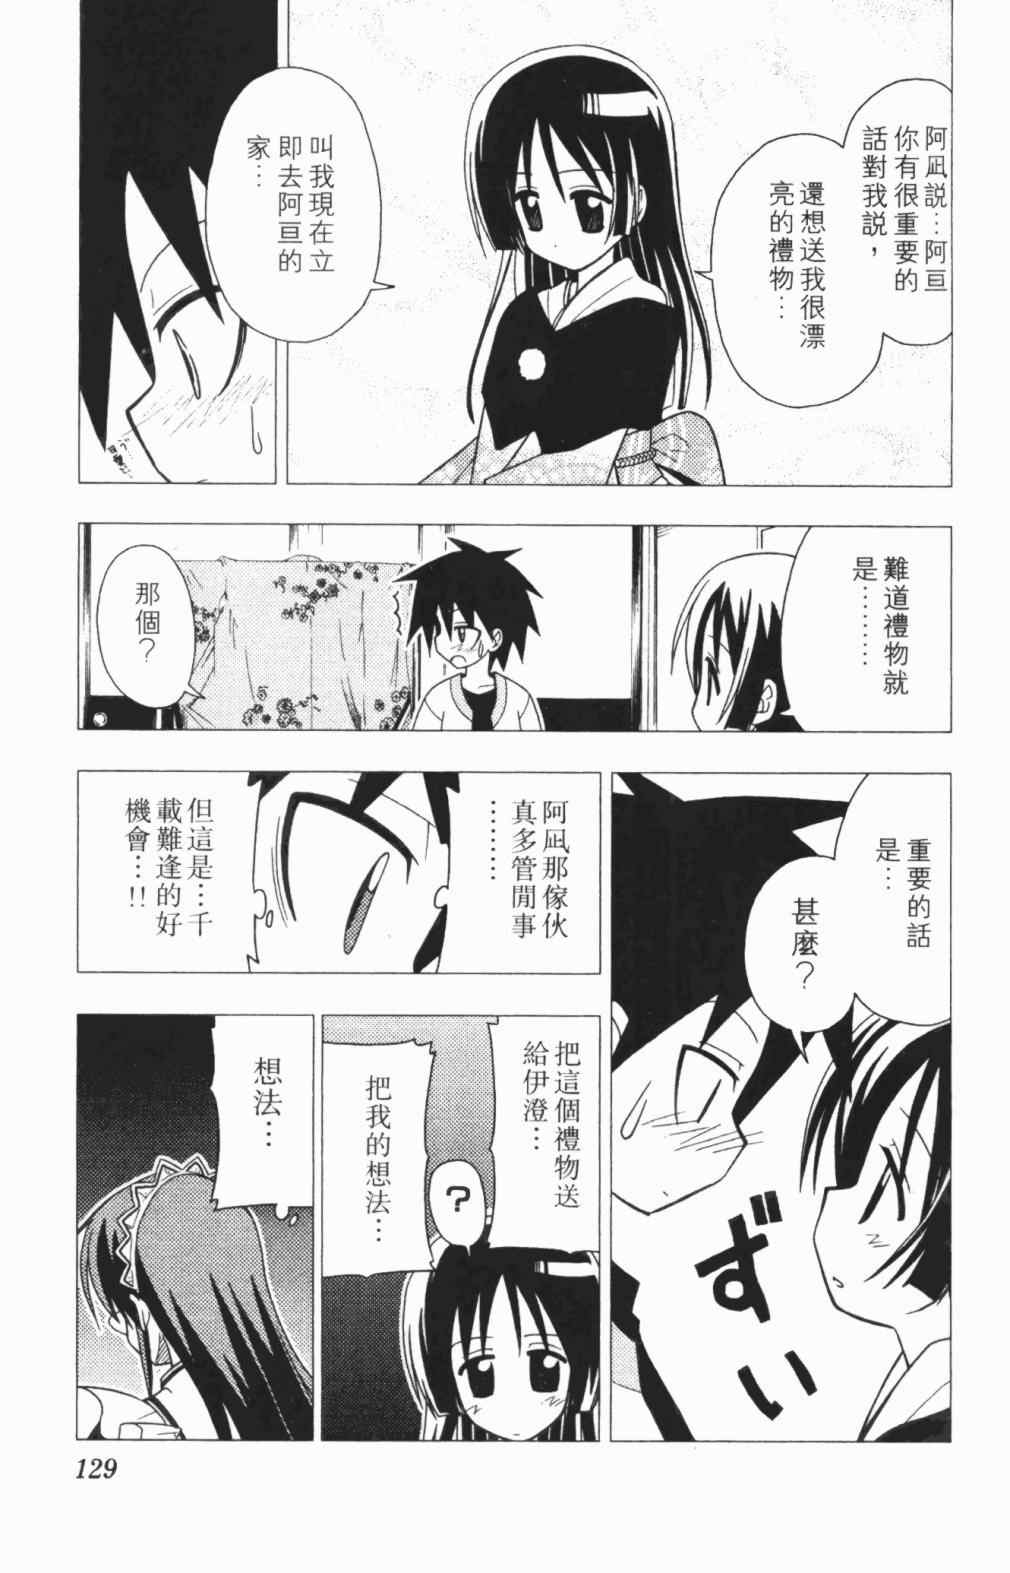 阿凪説…阿亘
你有很重要的
話對我説，
還想送我很漂
亮的禮物…
叫我現在立
即去阿亘的
家…
難道禮物就
是………
那個？
重要的話
是…
甚麼？
ずい
阿凪那傢伙
真多管閒事
………
但這是…千
載難逢的好
機會…!!
把這個禮物送
給伊澄…
？
把我的想法…
想法…
129